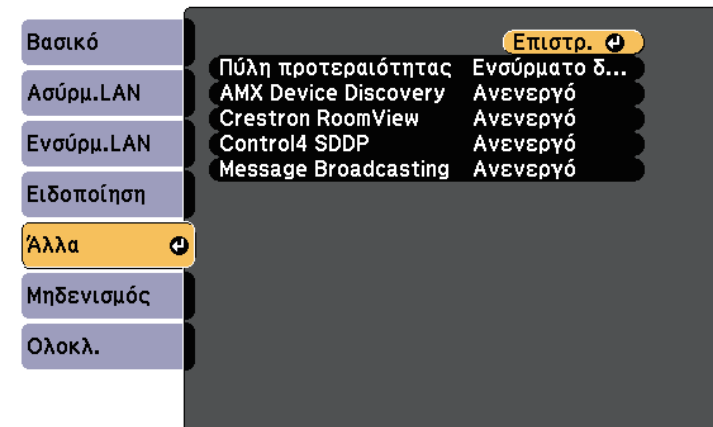 Βασικό
Ασύρμ.LAN
Ενσύρμ.LAN
Ειδοποίηση
Άλλα
Μηδενισμός
Ολοκλ.
Επιστρ.
Πύλη προτεραιότητας Ενσύρματο δ...
AMX Device Discovery Ανενεργό
Crestron RoomView Ανενεργό
Control4 SDDP Ανενεργό
Message Broadcasting Ανενεργό